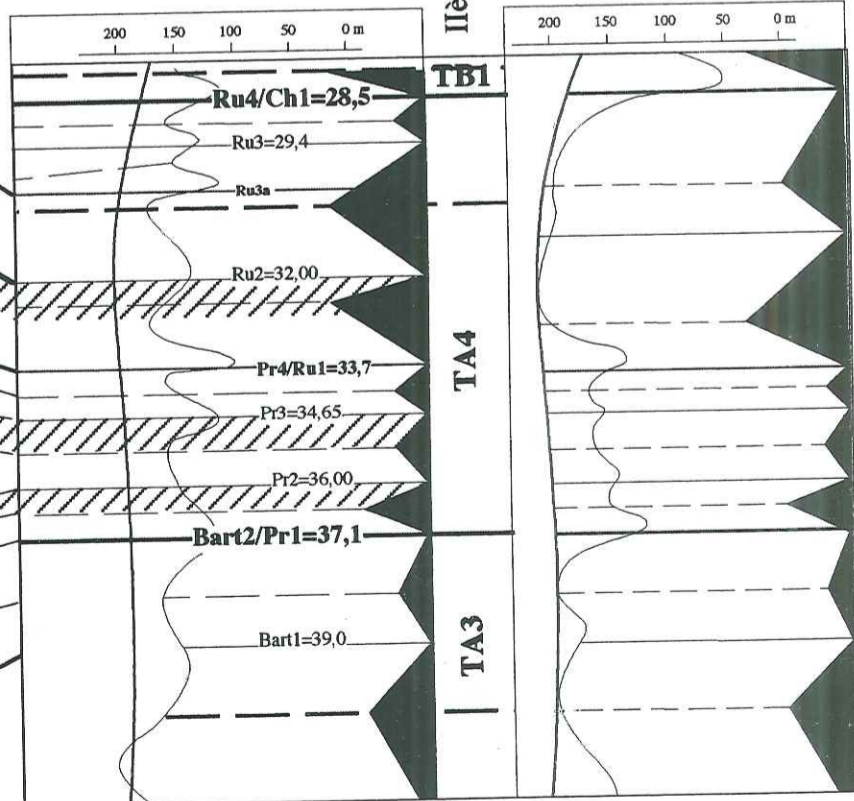 200 150 100 50 0 m
IIè
200 150 100 50 0 m
TB1
Ru4/Ch1=28,5
Ru3=29,4
Ru3a
Ru2=32,00
TA4
Pr4/Ru1=33,7
Pr3=34,65
Pr2=36,00
Bart2/Pr1=37,1
TA3
Bart1=39,0